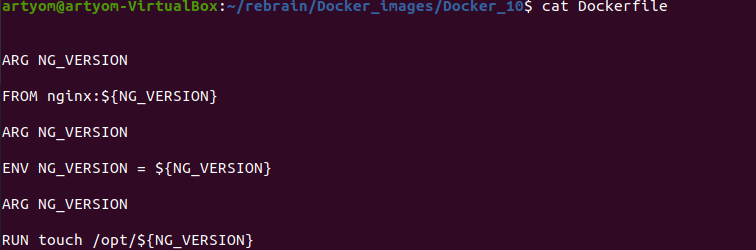 artyom@artyom-VirtualBox:~/rebrain/Docker_images/Docker_10$ cat Dockerfile
ARG NG_VERSION
FROM nginx:${NG_VERSION}
ARG NG_VERSION
ENV NG_VERSION = ${NG_VERSION}
ARG NG_VERSION
RUN touch /opt/${NG_VERSION}